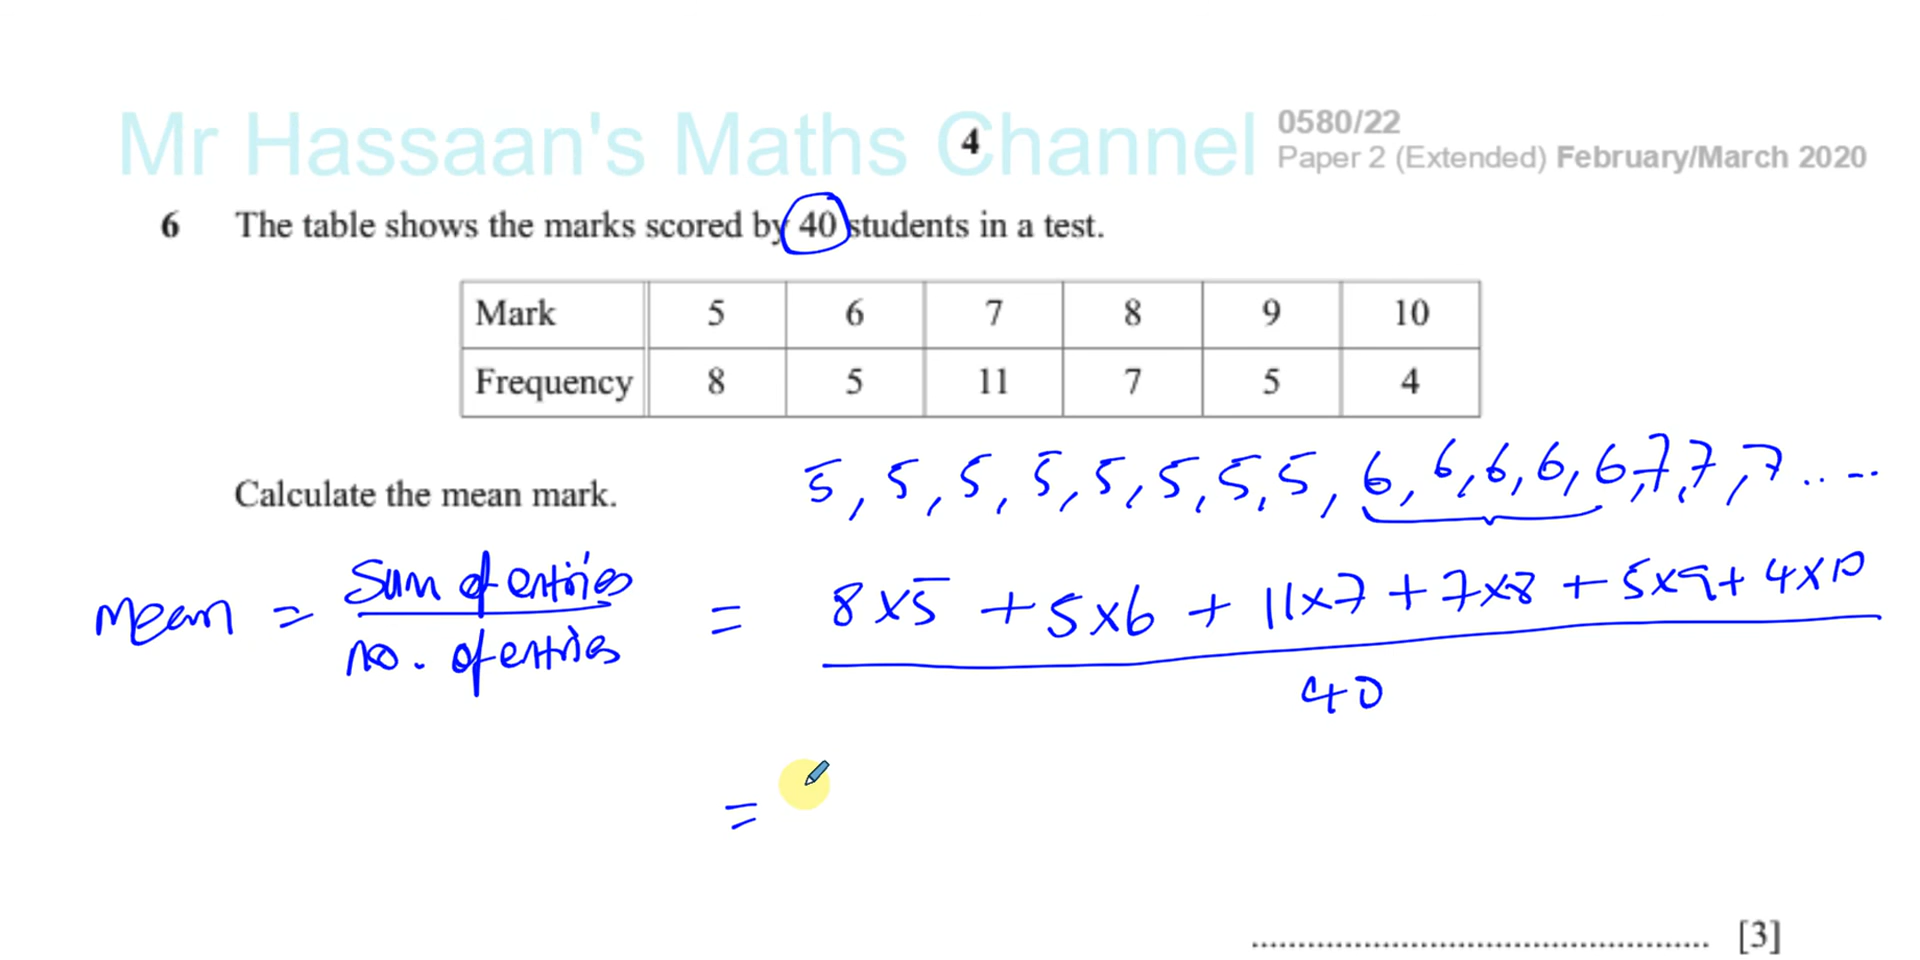 Mr Hassaan's Maths Channel
4
0580/22
Paper 2 (Extended) February/March 2020
6 The table shows the marks scored by 40 students in a test.
Mark 5 6 7 8 9 10
Frequency 8 5 11 7 5 4
5, 5, 5, 5, 5, 5, 5, 5, 6, 6, 6, 6, 6, 7, 7, 7 .. --
Calculate the mean mark.
mean = Sum of entries / no. of entries = 8×5 + 5×6 + 11×7 + 7×8 + 5×9 + 4×10 / 40
=
.................................................. [3]